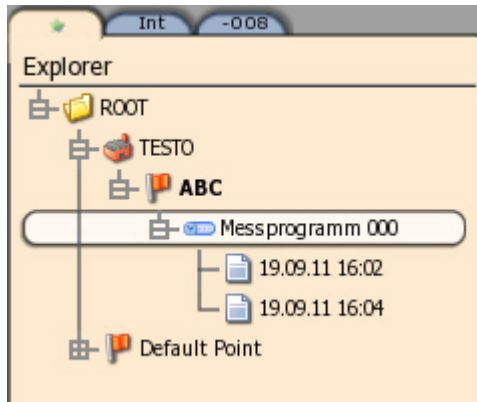 Int -008
Explorer
ROOT
TESTO
ABC
Messprogramm 000
19.09.11 16:02
19.09.11 16:04
Default Point